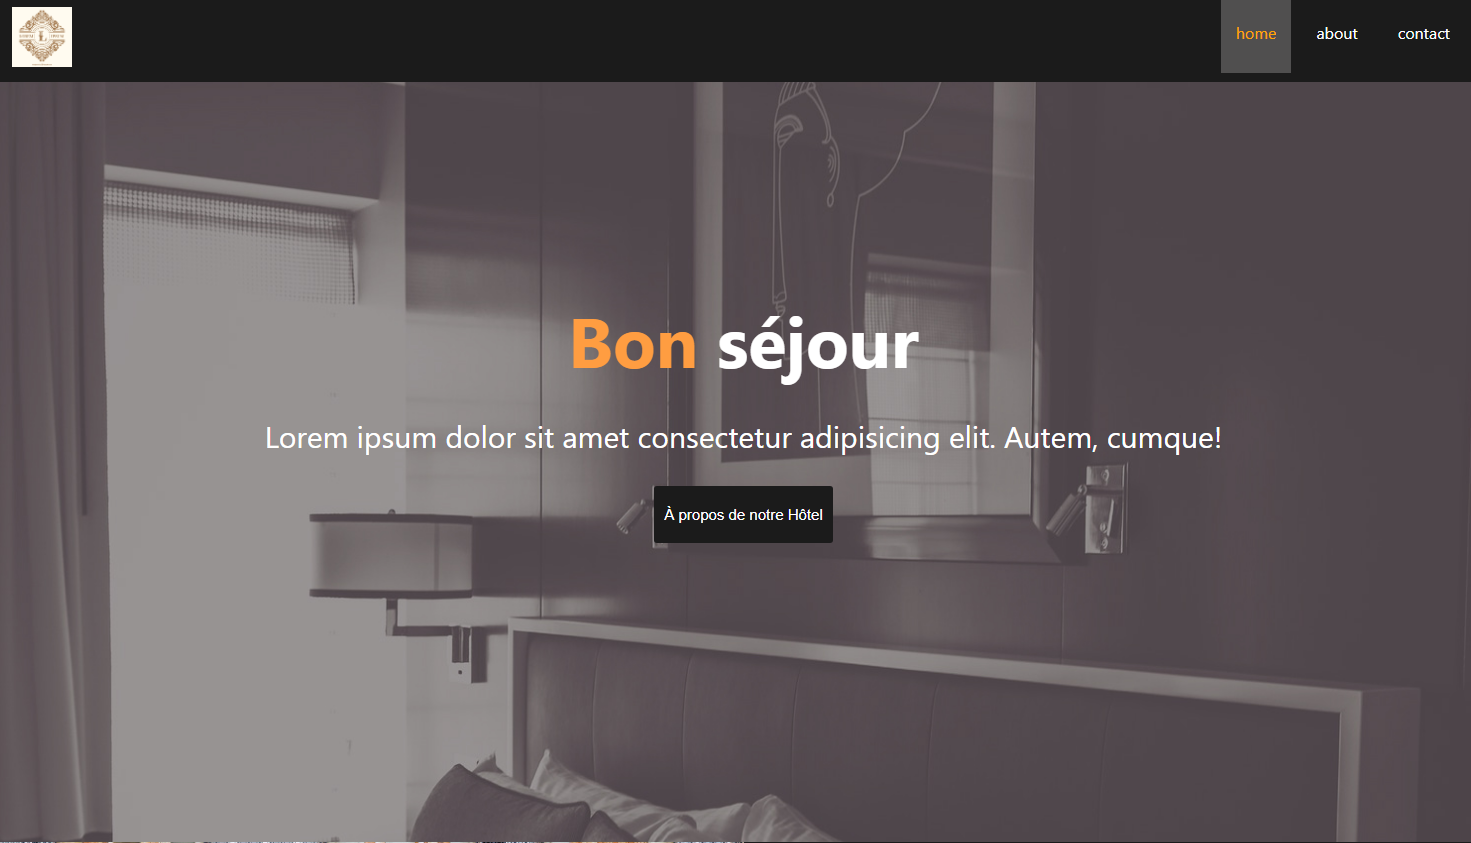 home about contact
Bon séjour
Lorem ipsum dolor sit amet consectetur adipisicing elit. Autem, cumque!
À propos de notre Hôtel